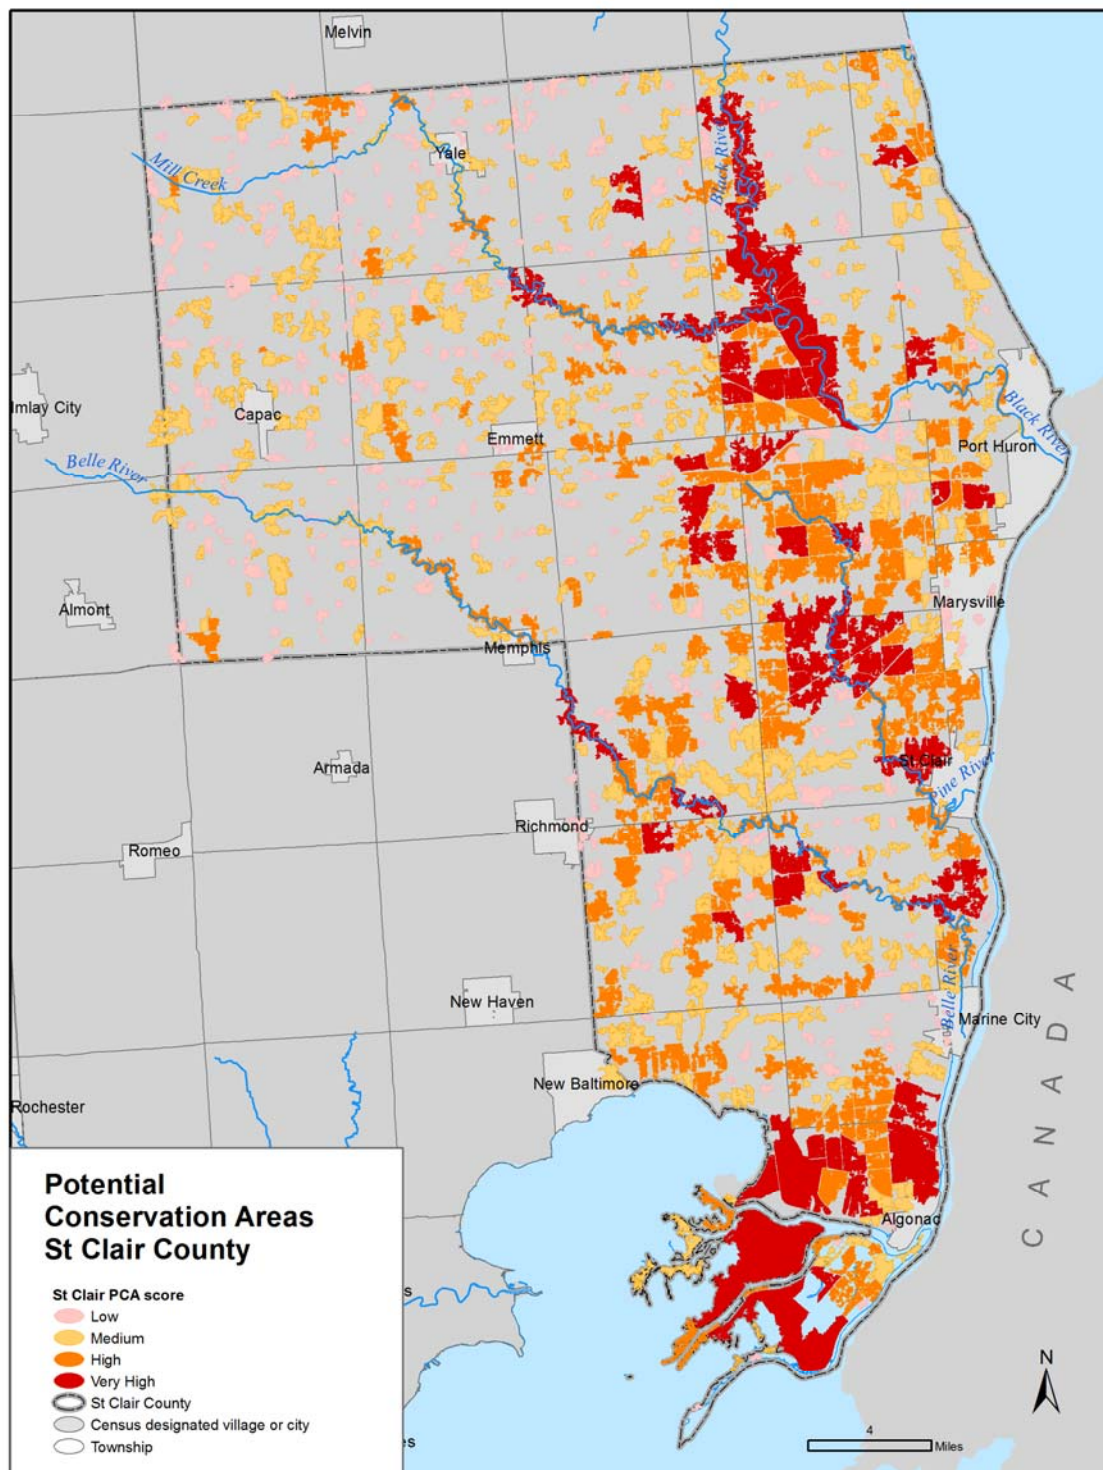 Melvin
Yale
Mill Creek
Black River
Imlay City
Capac
Emmett
Black River
Port Huron
Belle River
Almont
Memphis
Marysville
Armada
St Clair
Pine River
Richmond
Romeo
New Haven
Belle River
Marine City
New Baltimore
Rochester
CANADA
Algonac
Potential
Conservation Areas
St Clair County
St Clair PCA score
Low
Medium
High
Very High
St Clair County
Census designated village or city
Township
s
es
N
4
Miles